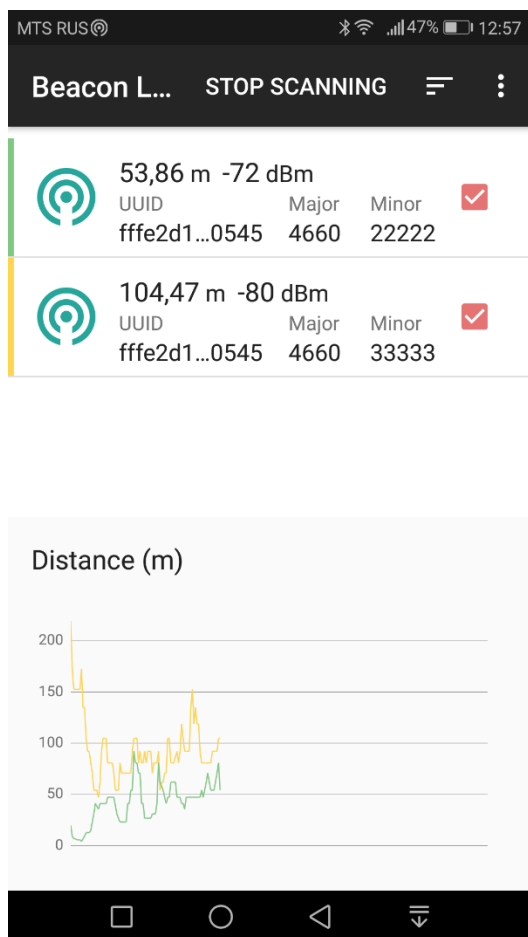 MTS RUS 47% 12:57
Beacon L... STOP SCANNING
53,86 m -72 dBm
UUID Major Minor
fffe2d1...0545 4660 22222
104,47 m -80 dBm
UUID Major Minor
fffe2d1...0545 4660 33333
Distance (m)
200
150
100
50
0